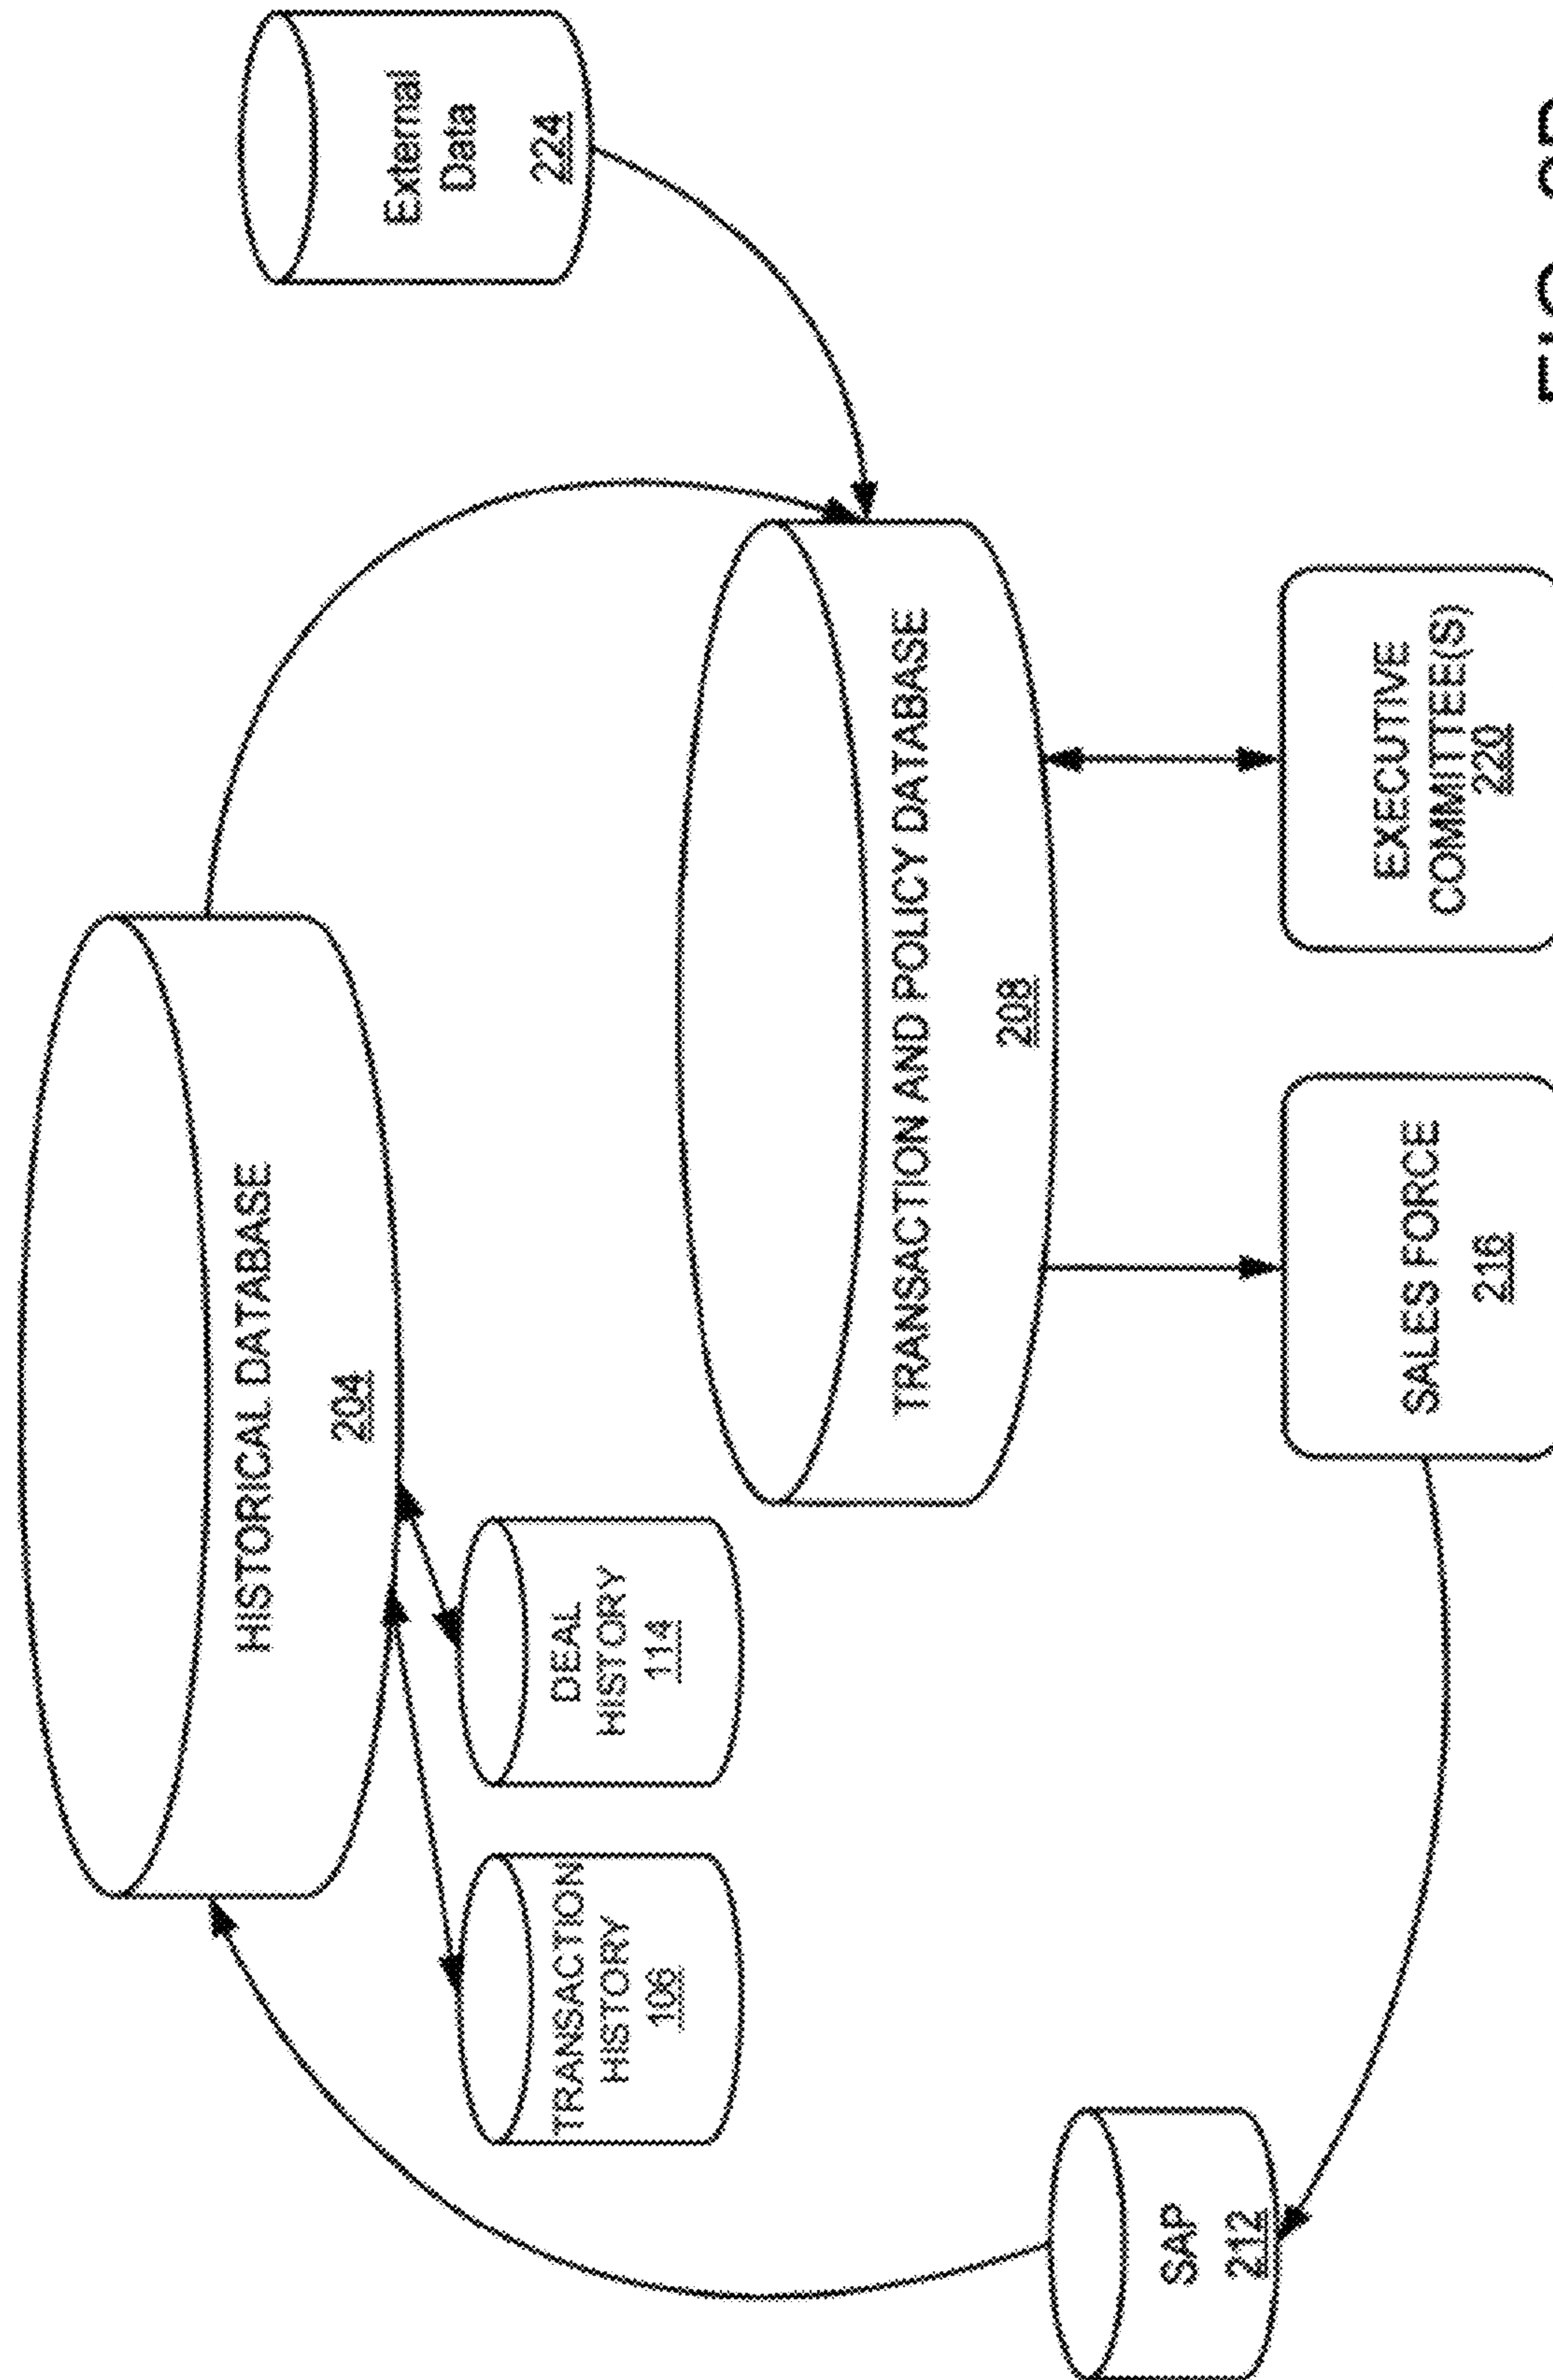 HISTORICAL DATABASE
204
External
Data
224
TRANSACTION
HISTORY
106
DEAL
HISTORY
114
TRANSACTION AND POLICY DATABASE
208
SAP
212
SALES FORCE
216
EXECUTIVE
COMMITTEE(S)
220